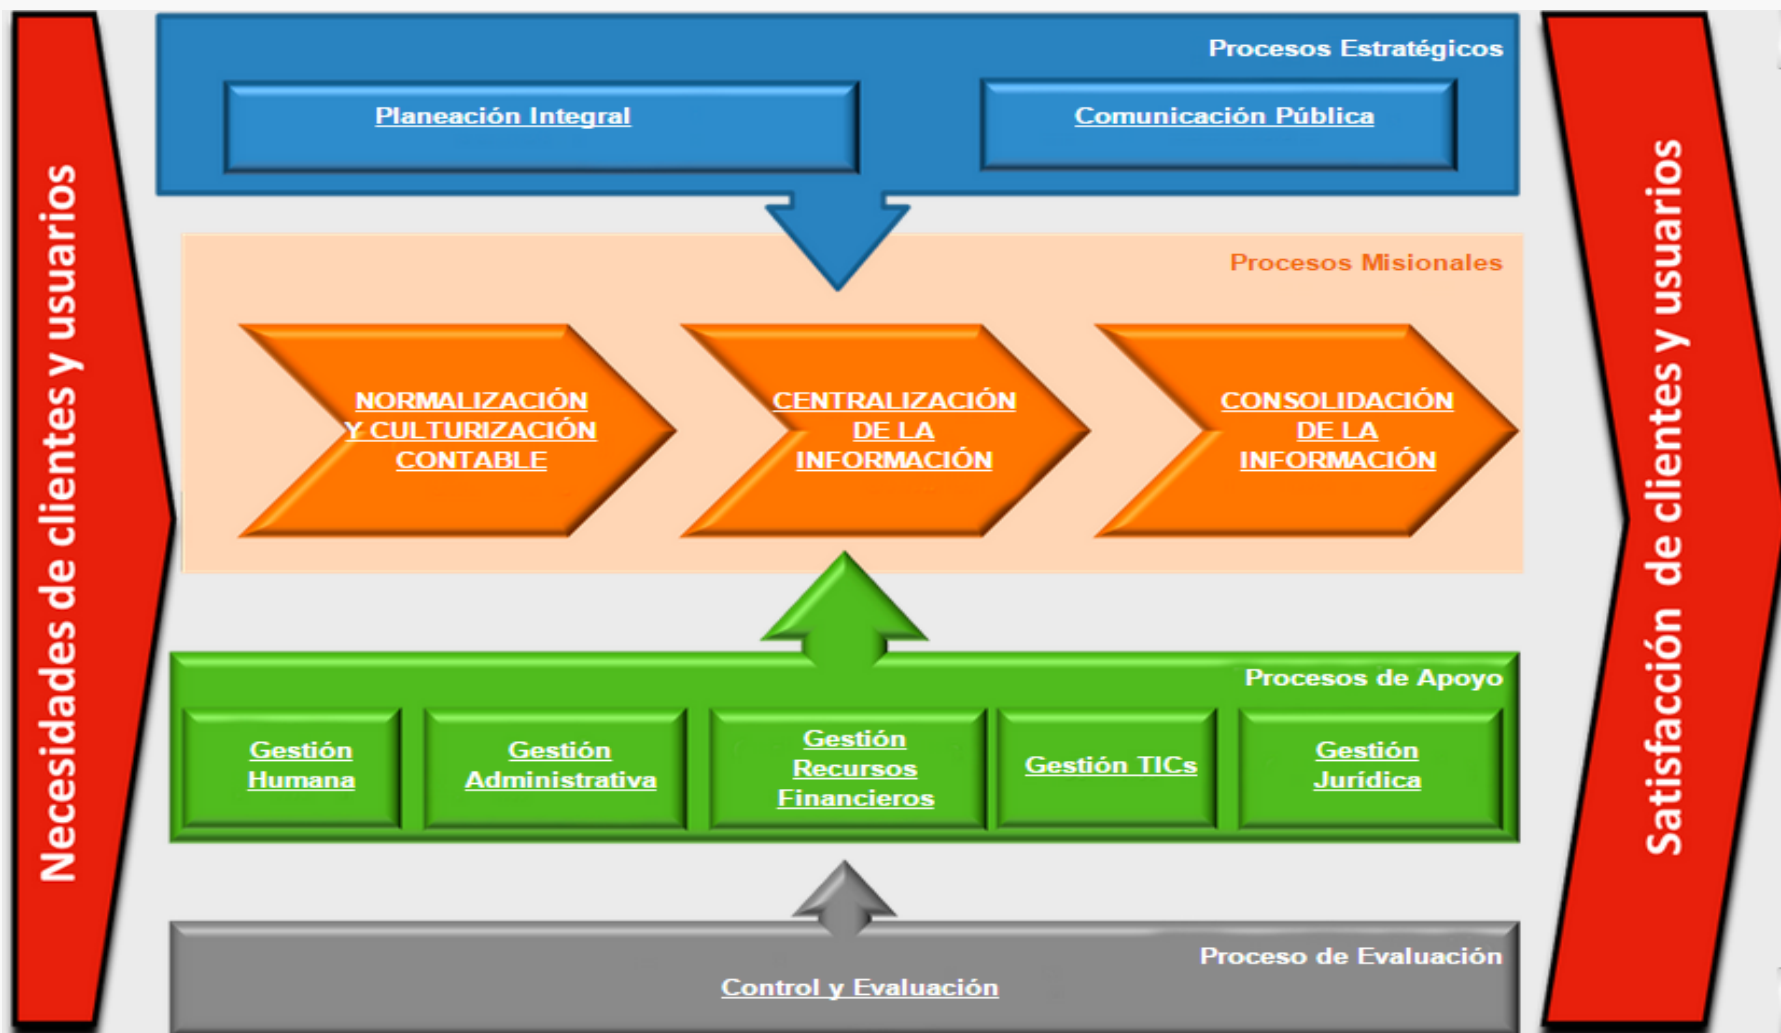 Necesidades de clientes y usuarios
Procesos Estratégicos
Planeación Integral
Comunicación Pública
Procesos Misionales
NORMALIZACIÓN
Y CULTURIZACIÓN
CONTABLE
CENTRALIZACIÓN
DE LA
INFORMACIÓN
CONSOLIDACIÓN
DE LA
INFORMACIÓN
Procesos de Apoyo
Gestión
Humana
Gestión
Administrativa
Gestión
Recursos
Financieros
Gestión TICs
Gestión
Jurídica
Proceso de Evaluación
Control y Evaluación
Satisfacción de clientes y usuarios